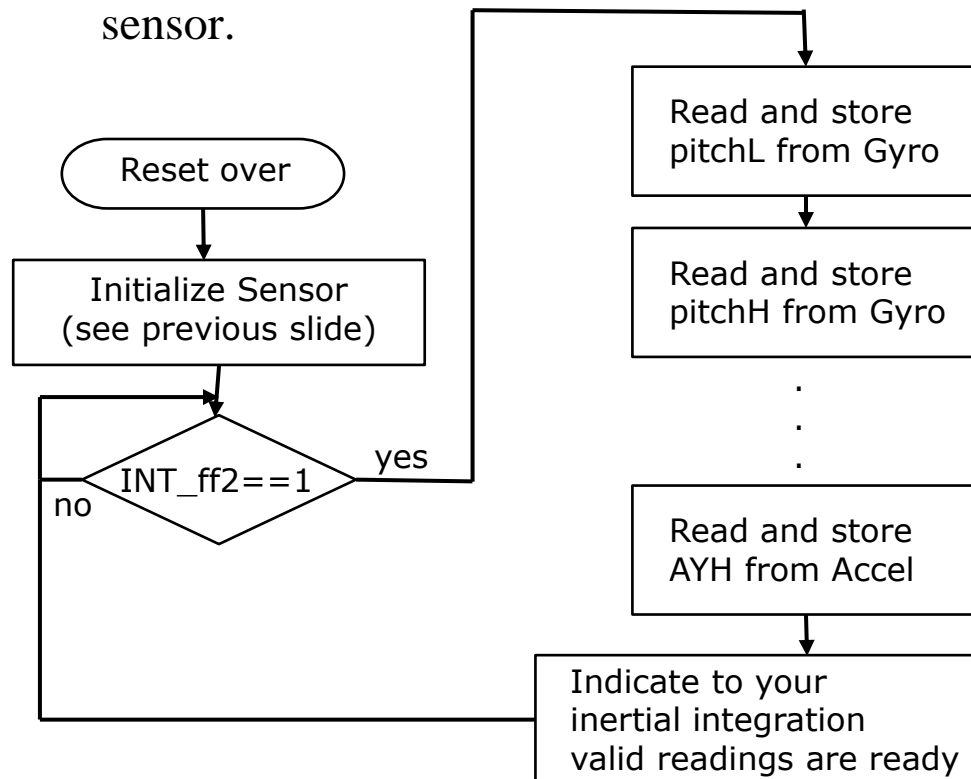 sensor.
Reset over
Initialize Sensor
(see previous slide)
INT_ff2==1
yes
no
Read and store
pitchL from Gyro
Read and store
pitchH from Gyro
.
.
.
Read and store
AYH from Accel
Indicate to your
inertial integration
valid readings are ready